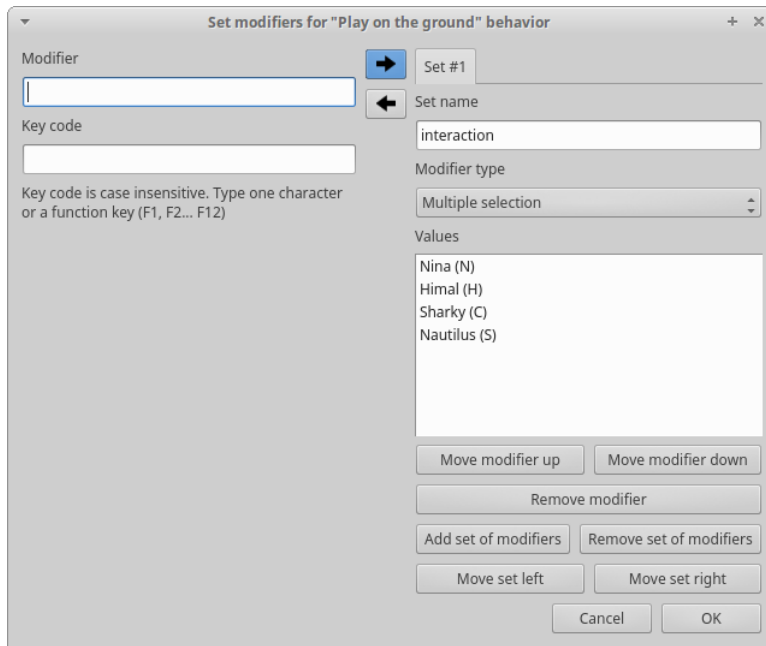 Set modifiers for "Play on the ground" behavior
Modifier
Key code
Key code is case insensitive. Type one character
or a function key (F1, F2... F12)
Set #1
Set name
interaction
Modifier type
Multiple selection
Values
Nina (N)
Himal (H)
Sharky (C)
Nautilus (S)
Move modifier up
Move modifier down
Remove modifier
Add set of modifiers
Remove set of modifiers
Move set left
Move set right
Cancel
OK